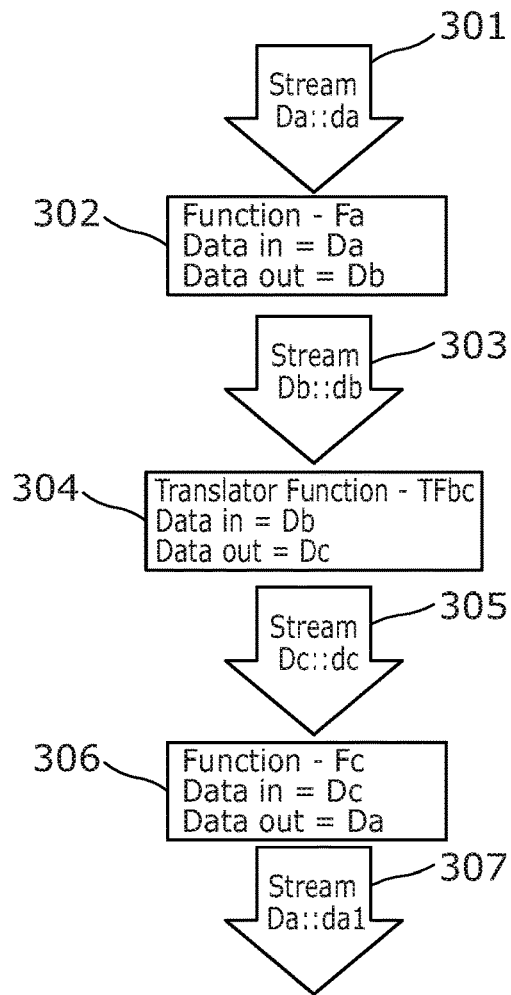 301
Stream
Da::da
302
Function - Fa
Data in = Da
Data out = Db
Stream
Db::db
303
304
Translator Function - TFbc
Data in = Db
Data out = Dc
Stream
Dc::dc
305
306
Function - Fc
Data in = Dc
Data out = Da
Stream
Da::da1
307